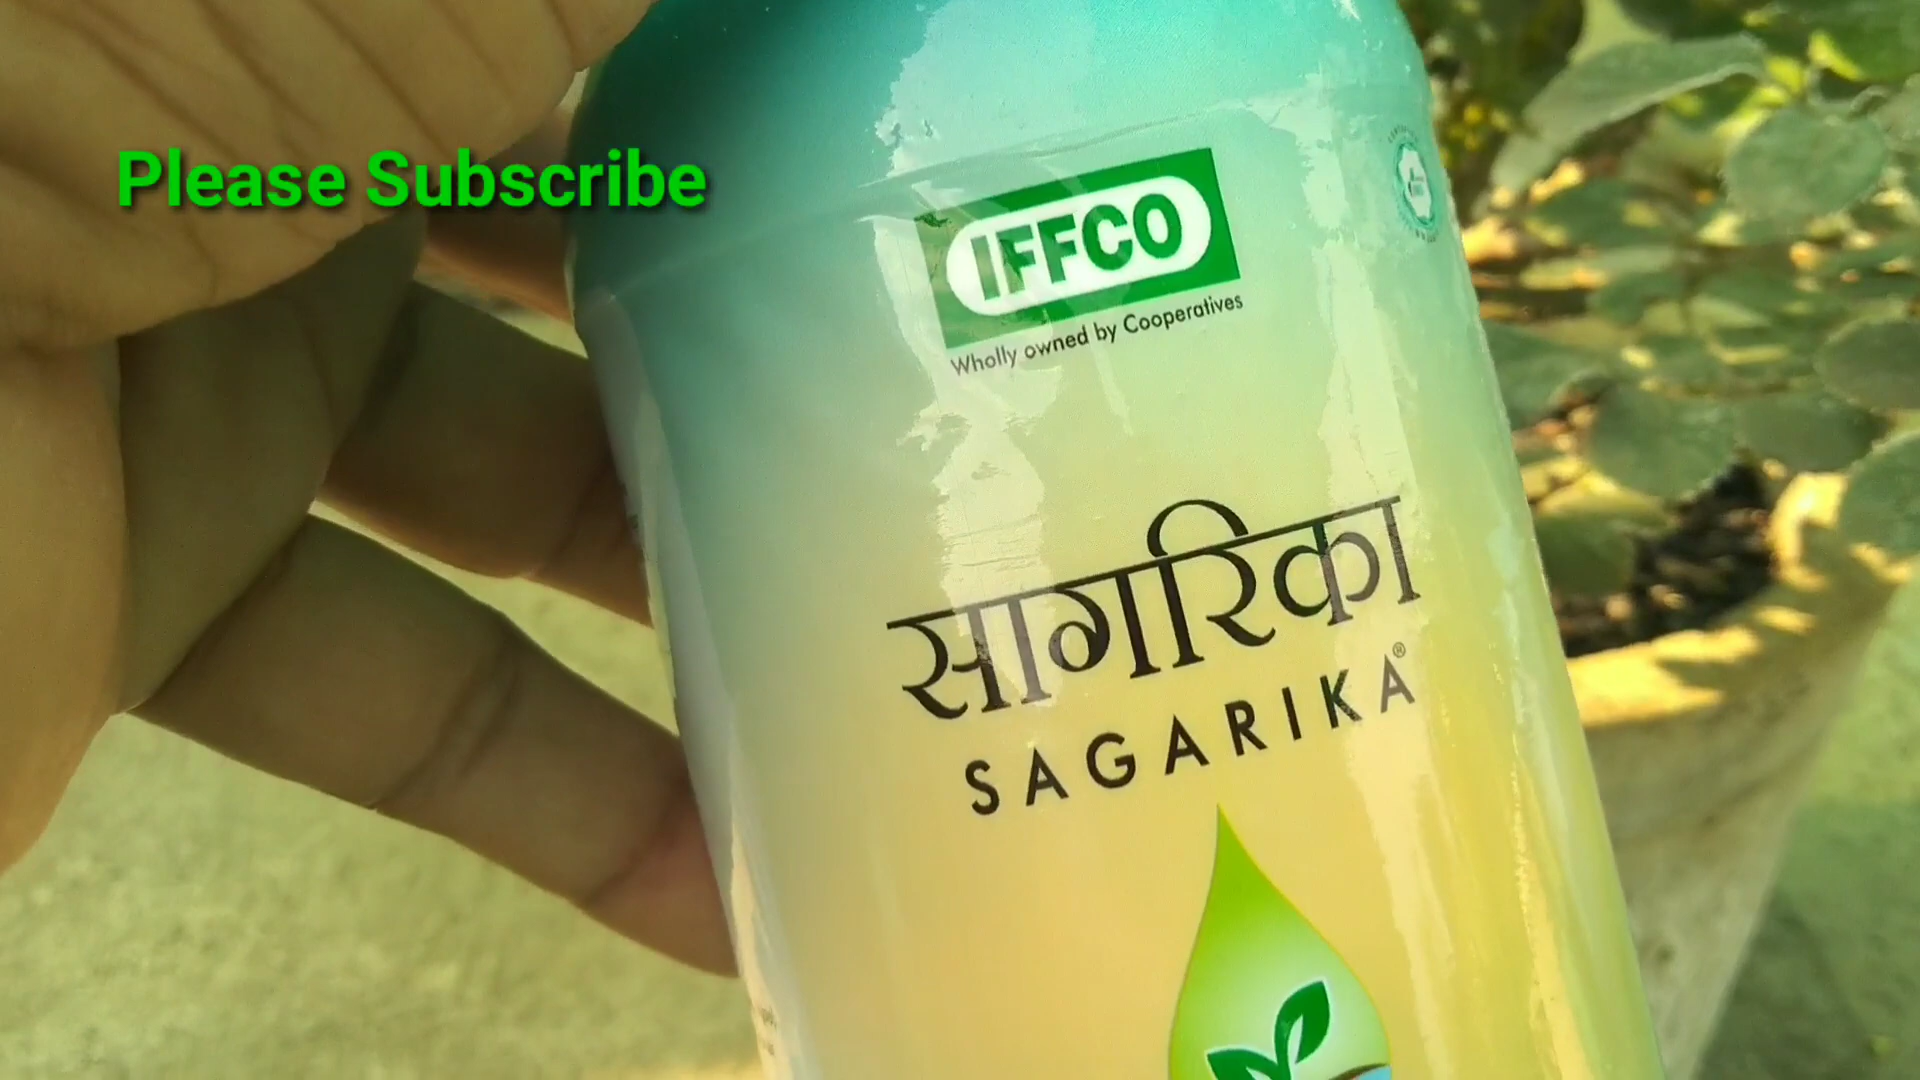 Please Subscribe
IFFCO
Wholly owned by Cooperatives
सागरिका
SAGARIKA®